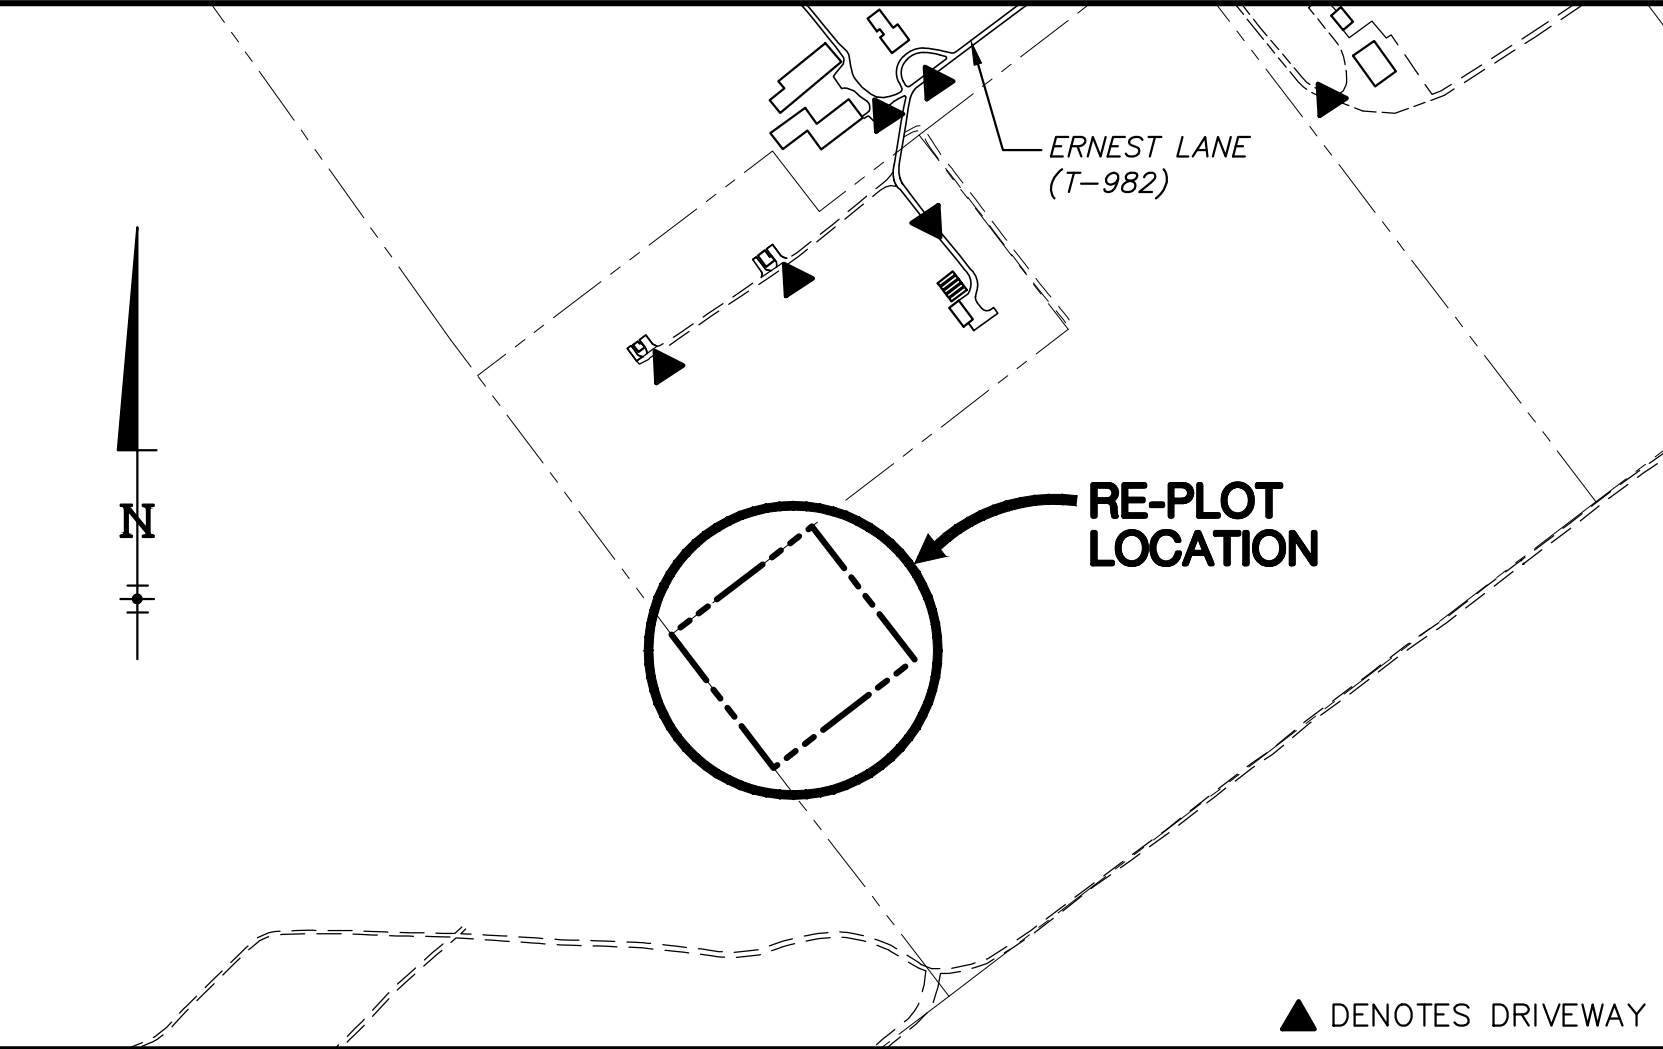 ERNEST LANE
(T-982)
N
RE-PLOT
LOCATION
DENOTES DRIVEWAY